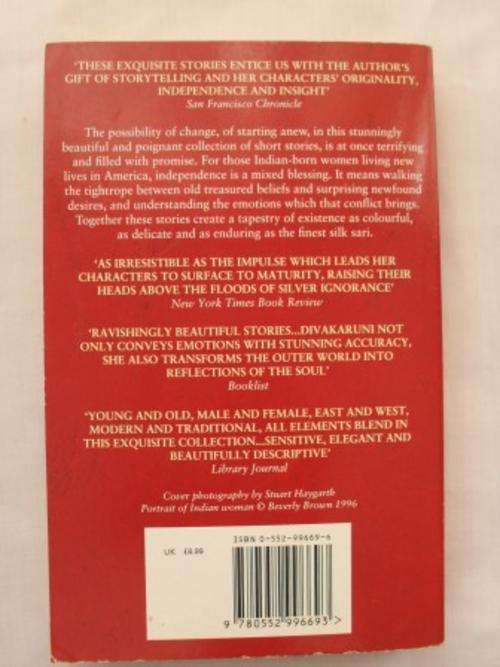 ‘THESE EXQUISITE STORIES ENTICE US WITH THE AUTHOR'S
GIFT OF STORYTELLING AND HER CHARACTERS' ORIGINALITY,
INDEPENDENCE AND INSIGHT’
San Francisco Chronicle
The possibility of change, of starting anew, in this stunningly
beautiful and poignant collection of short stories, is at once terrifying
and filled with promise. For those Indian-born women living new
lives in America, independence is a mixed blessing. It means walking
the tightrope between old treasured beliefs and surprising newfound
desires, and understanding the emotions which that conflict brings.
Together these stories create a tapestry of existence as colourful,
as delicate and as enduring as the finest silk sari.
‘AS IRRESISTIBLE AS THE IMPULSE WHICH LEADS HER
CHARACTERS TO SURFACE TO MATURITY, RAISING THEIR
HEADS ABOVE THE FLOODS OF SILVER IGNORANCE’
New York Times Book Review
‘RAVISHINGLY BEAUTIFUL STORIES...DIVAKARUNI NOT
ONLY CONVEYS EMOTIONS WITH STUNNING ACCURACY,
SHE ALSO TRANSFORMS THE OUTER WORLD INTO
REFLECTIONS OF THE SOUL’
Booklist
‘YOUNG AND OLD, MALE AND FEMALE, EAST AND WEST,
MODERN AND TRADITIONAL, ALL ELEMENTS BLEND IN
THIS EXQUISITE COLLECTION...SENSITIVE, ELEGANT AND
BEAUTIFULLY DESCRIPTIVE’
Library Journal
Cover photography by Stuart Haygarth
Portrait of Indian woman © Beverly Brown 1996
ISBN 0-552-99669-6
UK
9 780552 996693 >